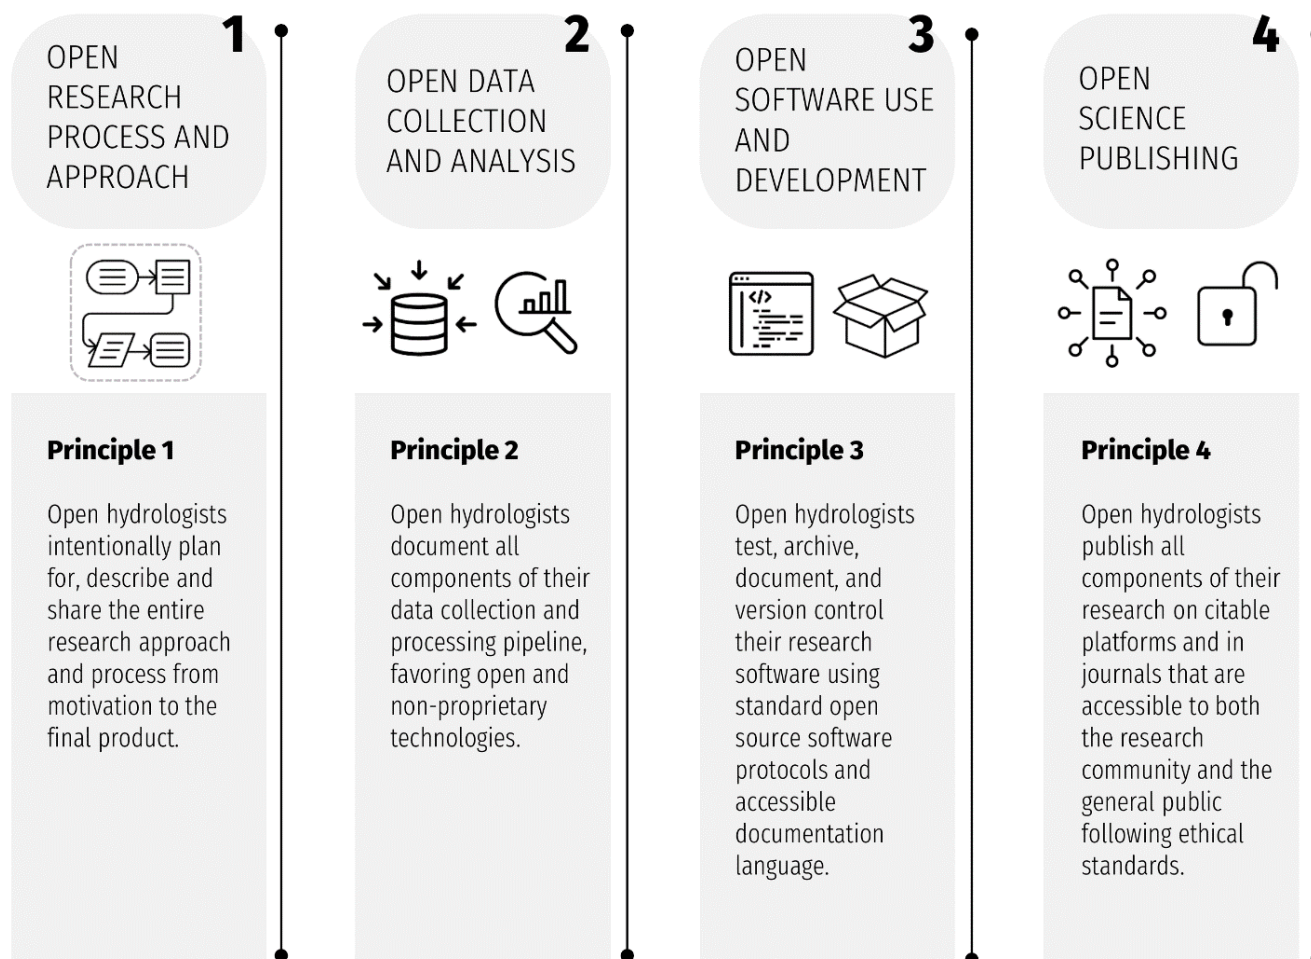 1
OPEN
RESEARCH
PROCESS AND
APPROACH
Principle 1
Open hydrologists
intentionally plan
for, describe and
share the entire
research approach
and process from
motivation to the
final product.
2
OPEN DATA
COLLECTION
AND ANALYSIS
Principle 2
Open hydrologists
document all
components of their
data collection and
processing pipeline,
favoring open and
non-proprietary
technologies.
3
OPEN
SOFTWARE USE
AND
DEVELOPMENT
</>
Principle 3
Open hydrologists
test, archive,
document, and
version control
their research
software using
standard open
source software
protocols and
accessible
documentation
language.
4
OPEN
SCIENCE
PUBLISHING
Principle 4
Open hydrologists
publish all
components of their
research on citable
platforms and in
journals that are
accessible to both
the research
community and the
general public
following ethical
standards.